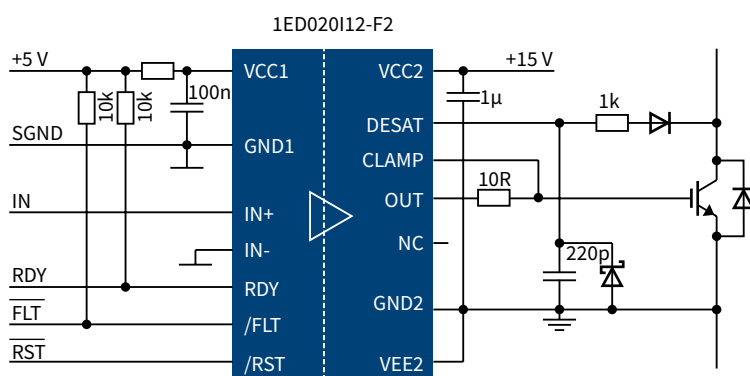 1ED020I12-F2
+5 V
VCC1
VCC2
+15 V
10k
10k
100n
1µ
1k
SGND
GND1
DESAT
CLAMP
IN
IN+
OUT
10R
IN-
NC
220p
RDY
RDY
GND2
FLT
/FLT
RST
/RST
VEE2